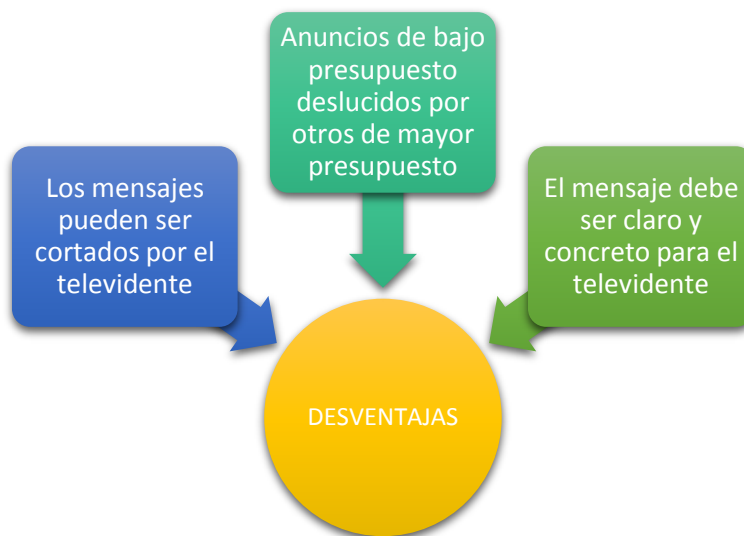 Anuncios de bajo
presupuesto
deslucidos por
otros de mayor
presupuesto
Los mensajes
pueden ser
cortados por el
televidente
El mensaje debe
ser claro y
concreto para el
televidente
DESVENTAJAS